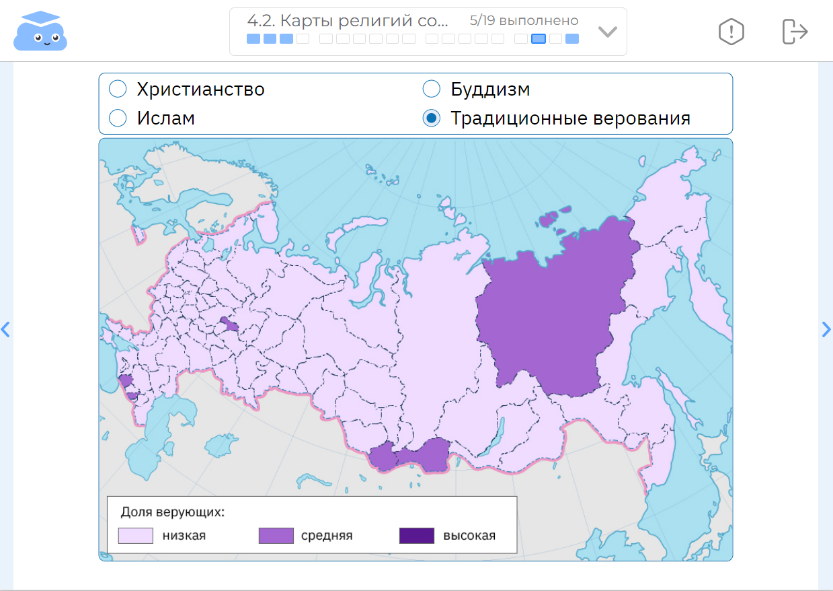 4.2. Карты религий со... 5/19 выполнено
Христианство Буддизм
Ислам Традиционные верования
Доля верующих:
низкая средняя высокая